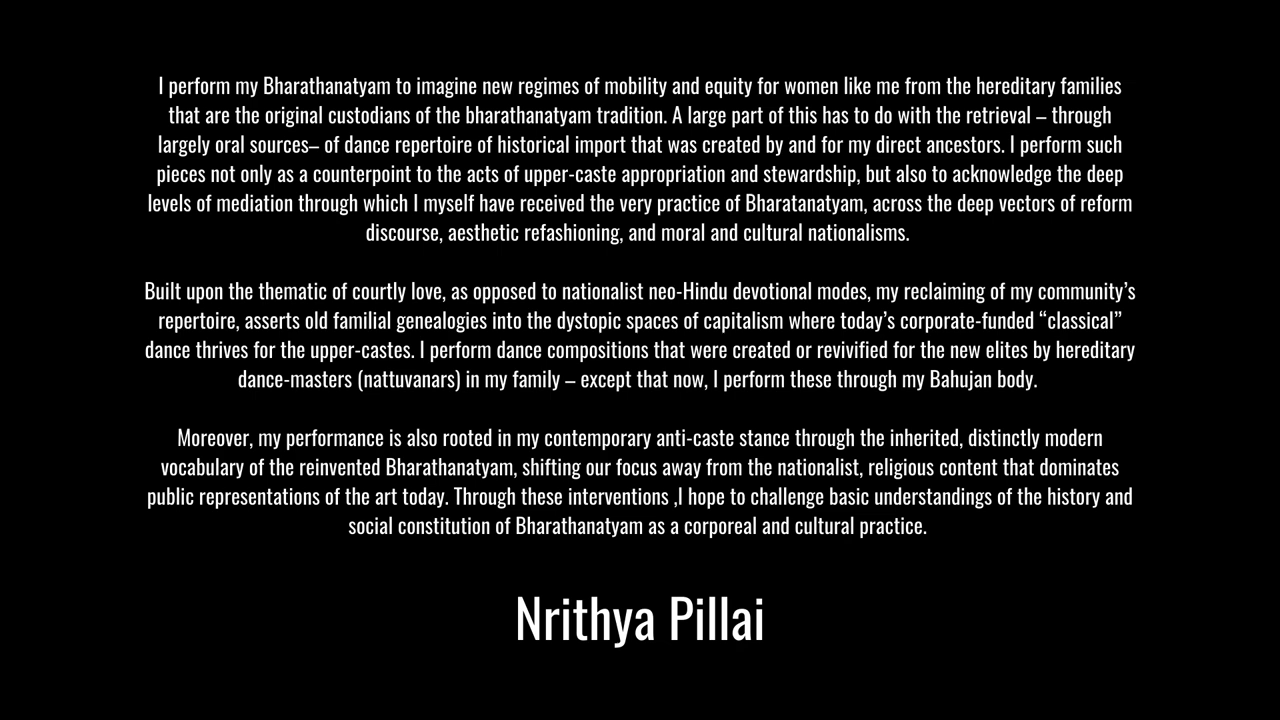 I perform my Bharathanatyam to imagine new regimes of mobility and equity for women like me from the hereditary families
that are the original custodians of the bharathanatyam tradition. A large part of this has to do with the retrieval – through
largely oral sources– of dance repertoire of historical import that was created by and for my direct ancestors. I perform such
pieces not only as a counterpoint to the acts of upper-caste appropriation and stewardship, but also to acknowledge the deep
levels of mediation through which I myself have received the very practice of Bharatanatyam, across the deep vectors of reform
discourse, aesthetic refashioning, and moral and cultural nationalisms.
Built upon the thematic of courtly love, as opposed to nationalist neo-Hindu devotional modes, my reclaiming of my community’s
repertoire, asserts old familial genealogies into the dystopic spaces of capitalism where today’s corporate-funded “classical”
dance thrives for the upper-castes. I perform dance compositions that were created or revivified for the new elites by hereditary
dance-masters (nattuvanars) in my family – except that now, I perform these through my Bahujan body.
Moreover, my performance is also rooted in my contemporary anti-caste stance through the inherited, distinctly modern
vocabulary of the reinvented Bharathanatyam, shifting our focus away from the nationalist, religious content that dominates
public representations of the art today. Through these interventions ,I hope to challenge basic understandings of the history and
social constitution of Bharathanatyam as a corporeal and cultural practice.
Nrithya Pillai